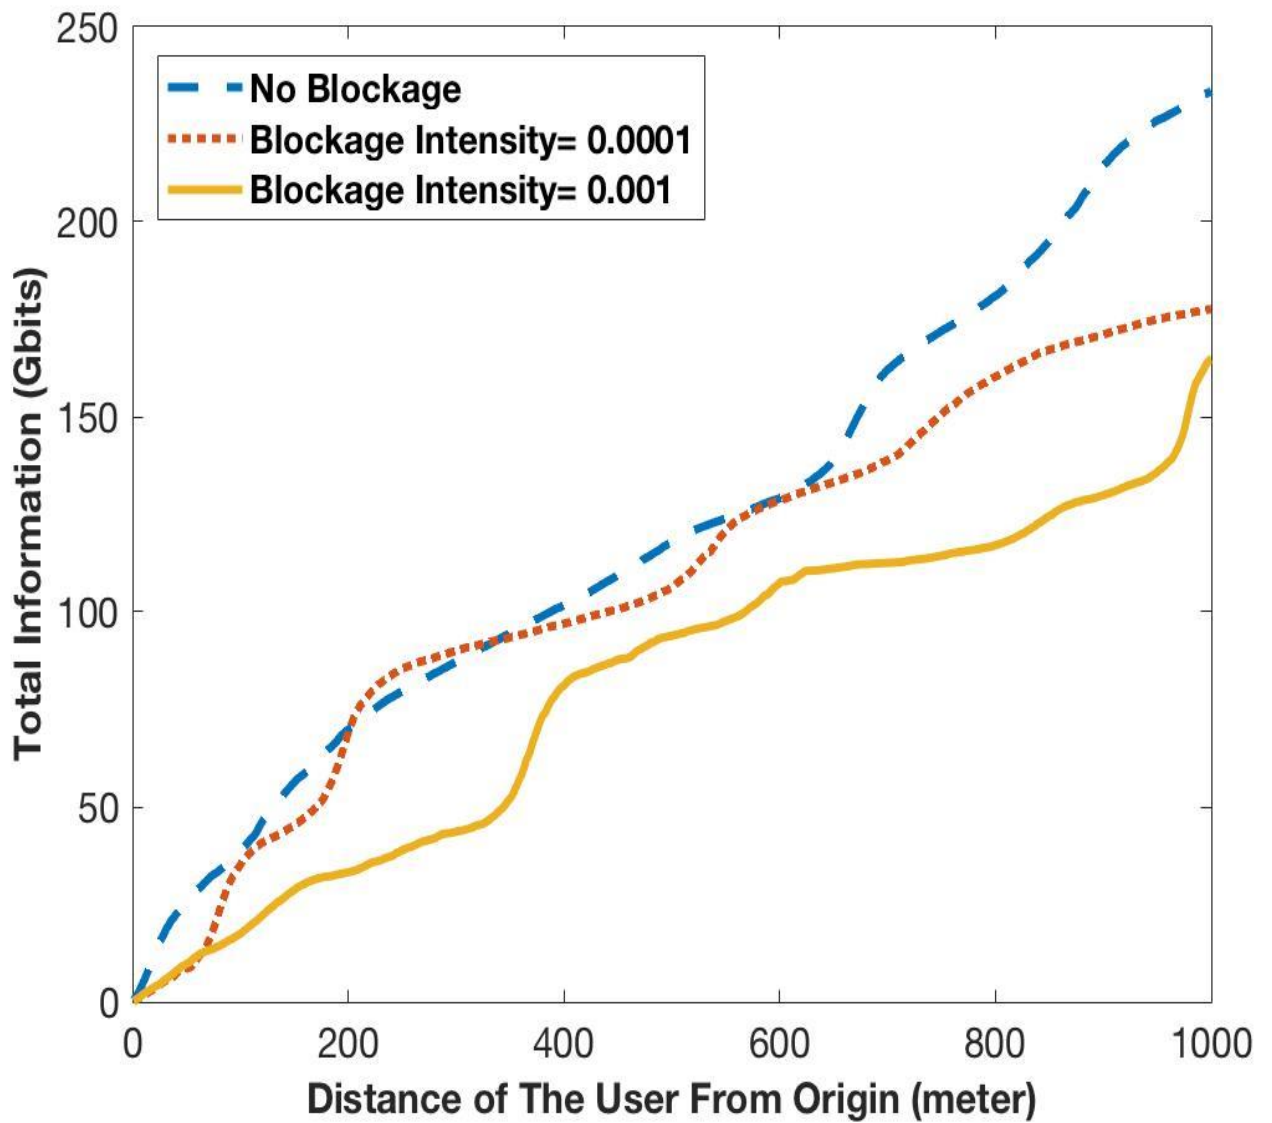 250
200
150
100
50
0
Total Information (Gbits)
No Blockage
Blockage Intensity= 0.0001
Blockage Intensity= 0.001
0 200 400 600 800 1000
Distance of The User From Origin (meter)